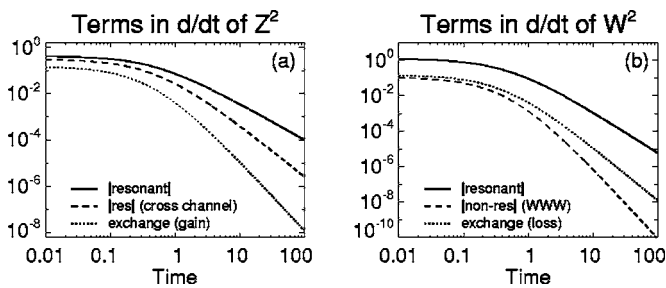 Terms in d/dt of Z²
Terms in d/dt of W²
10⁰
10⁻²
10⁻⁴
10⁻⁶
10⁻⁸
(a)
|resonant|
|res| (cross channel)
exchange (gain)
0.01 0.10 1 10 100
Time
10⁰
10⁻²
10⁻⁴
10⁻⁶
10⁻⁸
10⁻¹⁰
(b)
|resonant|
|non-res| (WWW)
exchange (loss)
0.01 0.10 1 10 100
Time